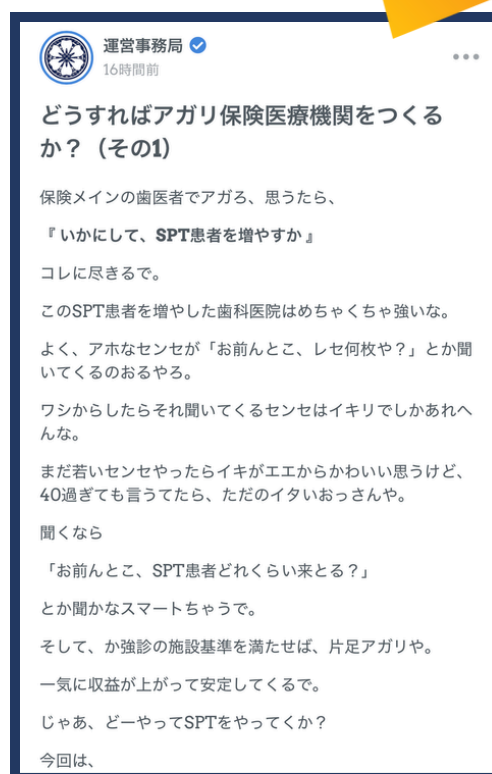 運営事務局
16時間前
どうすればアガリ保険医療機関をつくる
か？（その1）
保険メインの歯医者でアガろ、思うたら、
『 いかにして、SPT患者を増やすか 』
コレに尽きるで。
このSPT患者を増やした歯科医院はめちゃくちゃ強いな。
よく、アホなセンセが「お前んとこ、レセ何枚や？」とか聞
いてくるのおるやろ。
ワシからしたらそれ聞いてくるセンセはイキリでしかあれへ
んな。
まだ若いセンセやったらイキがエエからかわいい思うけど、
40過ぎても言うてたら、ただのイタいおっさんや。
聞くなら
「お前んとこ、SPT患者どれくらい来とる？」
とか聞かなスマートちゃうで。
そして、か強診の施設基準を満たせば、片足アガリや。
一気に収益が上がって安定してくるで。
じゃあ、どーやってSPTをやってくか？
今回は、